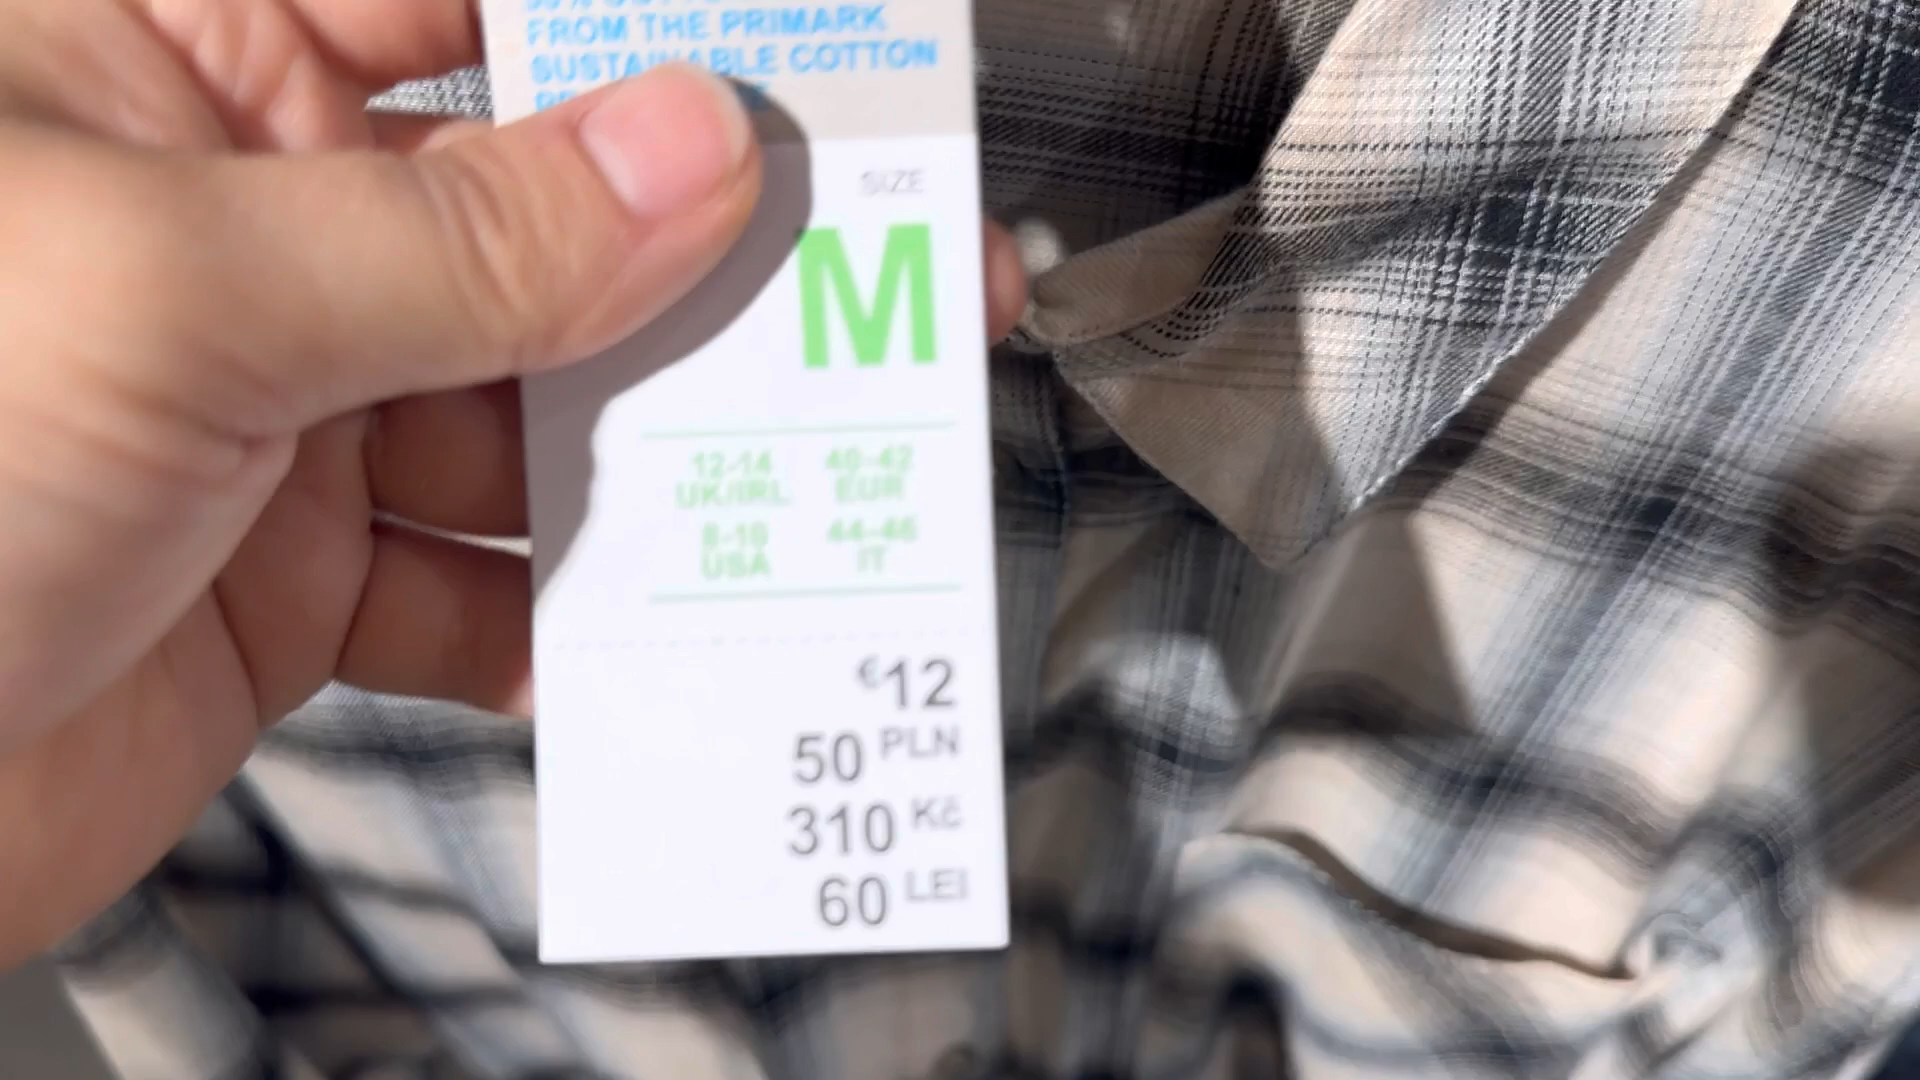 FROM THE PRIMARK
SUSTAINABLE COTTON
SIZE
M
12-14 40-42
UK/IRL EUR
8-10 44-46
USA IT
€12
50 PLN
310 Kč
60 LEI